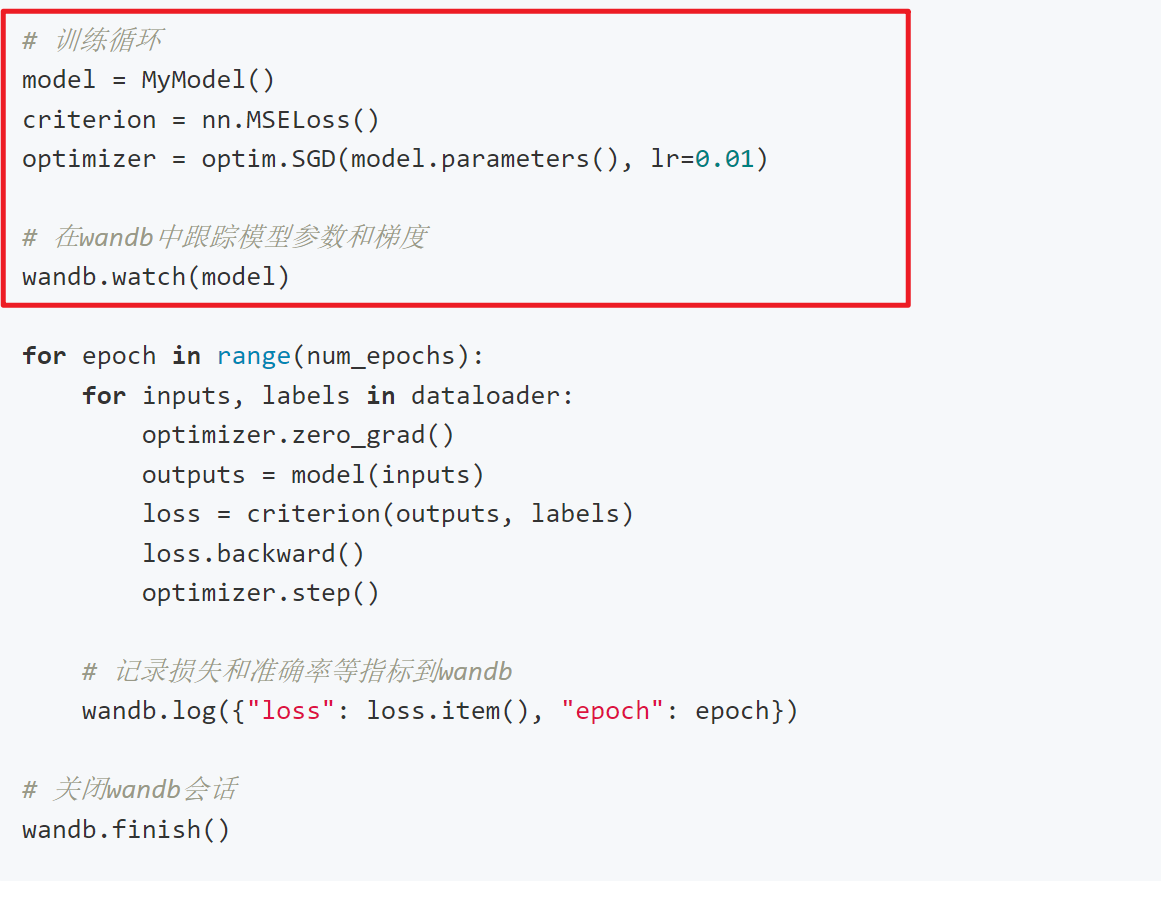 # 训练循环
model = MyModel()
criterion = nn.MSELoss()
optimizer = optim.SGD(model.parameters(), lr=0.01)
# 在wandb中跟踪模型参数和梯度
wandb.watch(model)
for epoch in range(num_epochs):
    for inputs, labels in dataloader:
        optimizer.zero_grad()
        outputs = model(inputs)
        loss = criterion(outputs, labels)
        loss.backward()
        optimizer.step()
    # 记录损失和准确率等指标到wandb
    wandb.log({"loss": loss.item(), "epoch": epoch})
# 关闭wandb会话
wandb.finish()